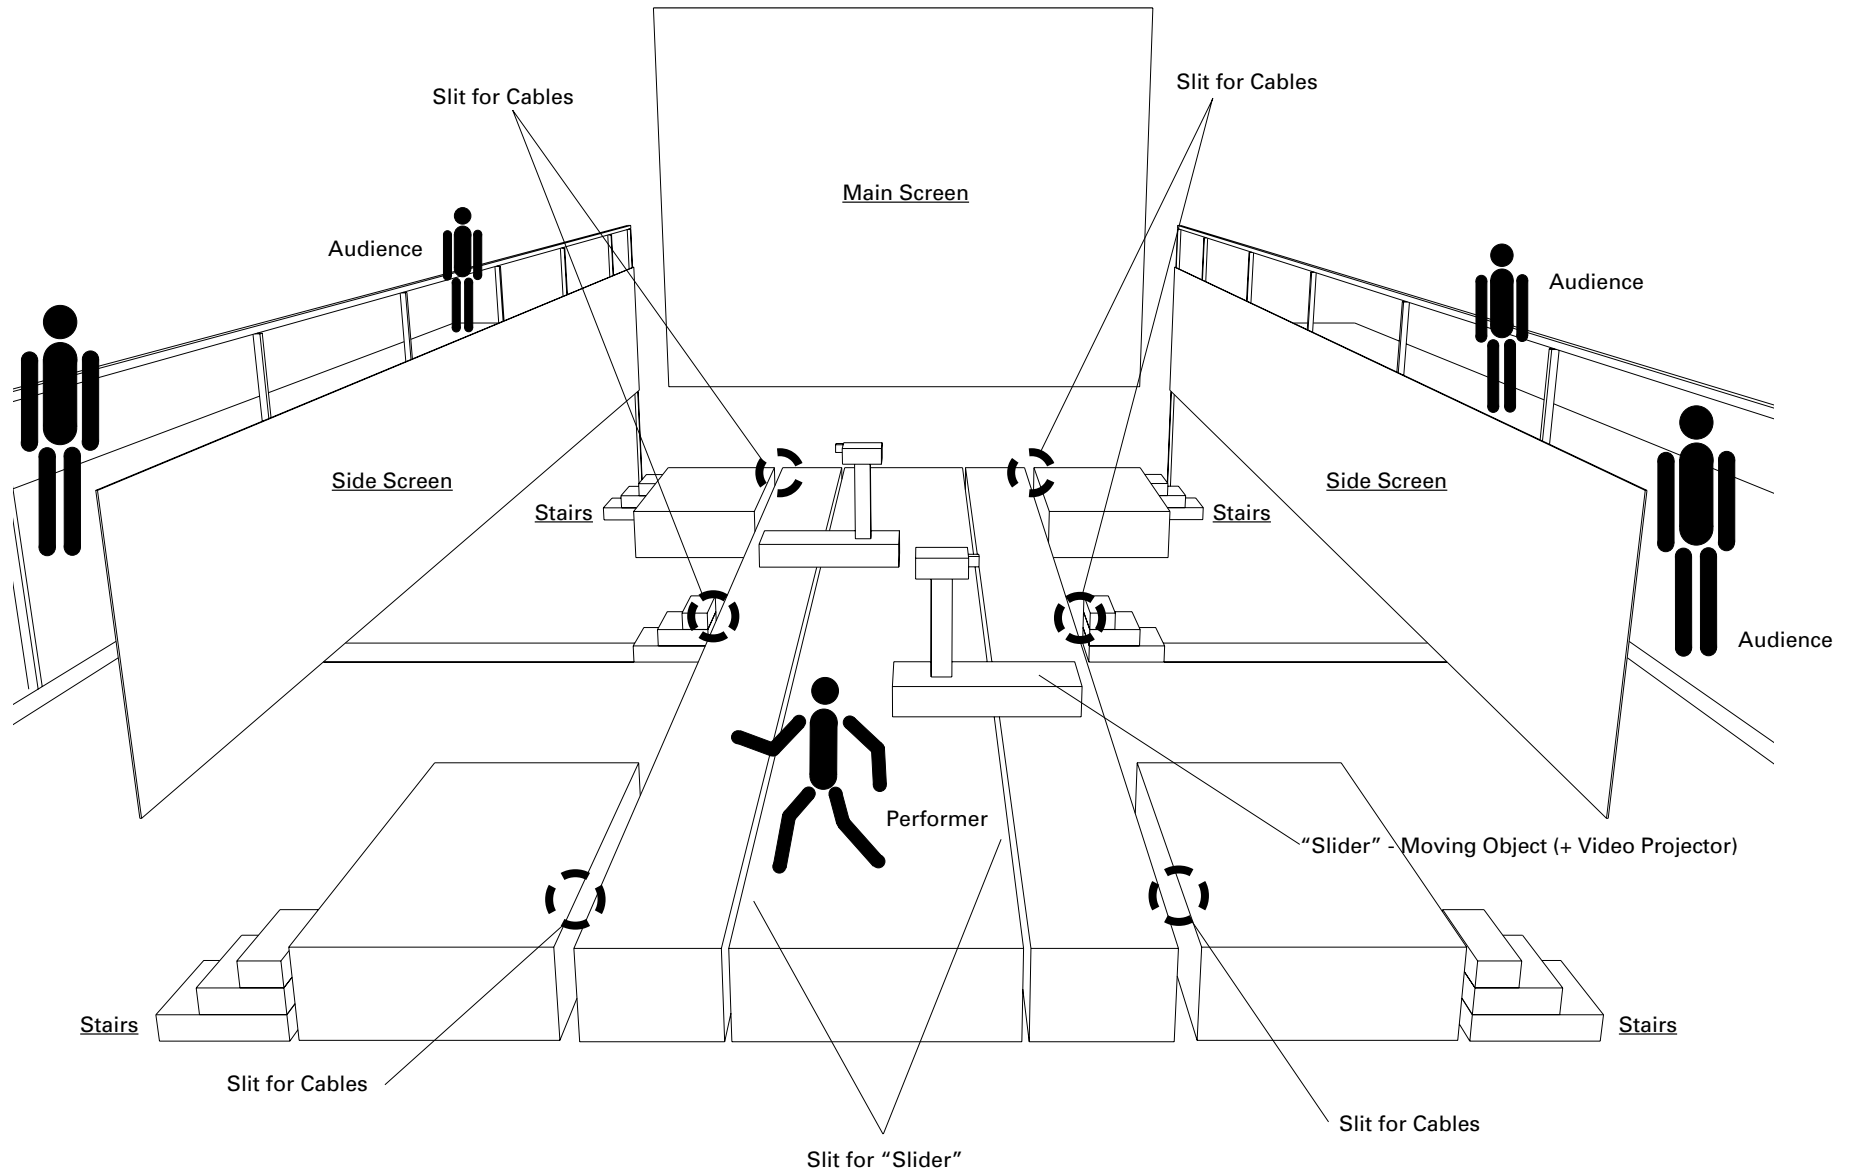 Slit for Cables
Slit for Cables
Main Screen
Audience
Audience
Side Screen
Side Screen
Stairs
Stairs
Audience
Performer
“Slider” - Moving Object (+ Video Projector)
Stairs
Stairs
Slit for Cables
Slit for Cables
Slit for “Slider”